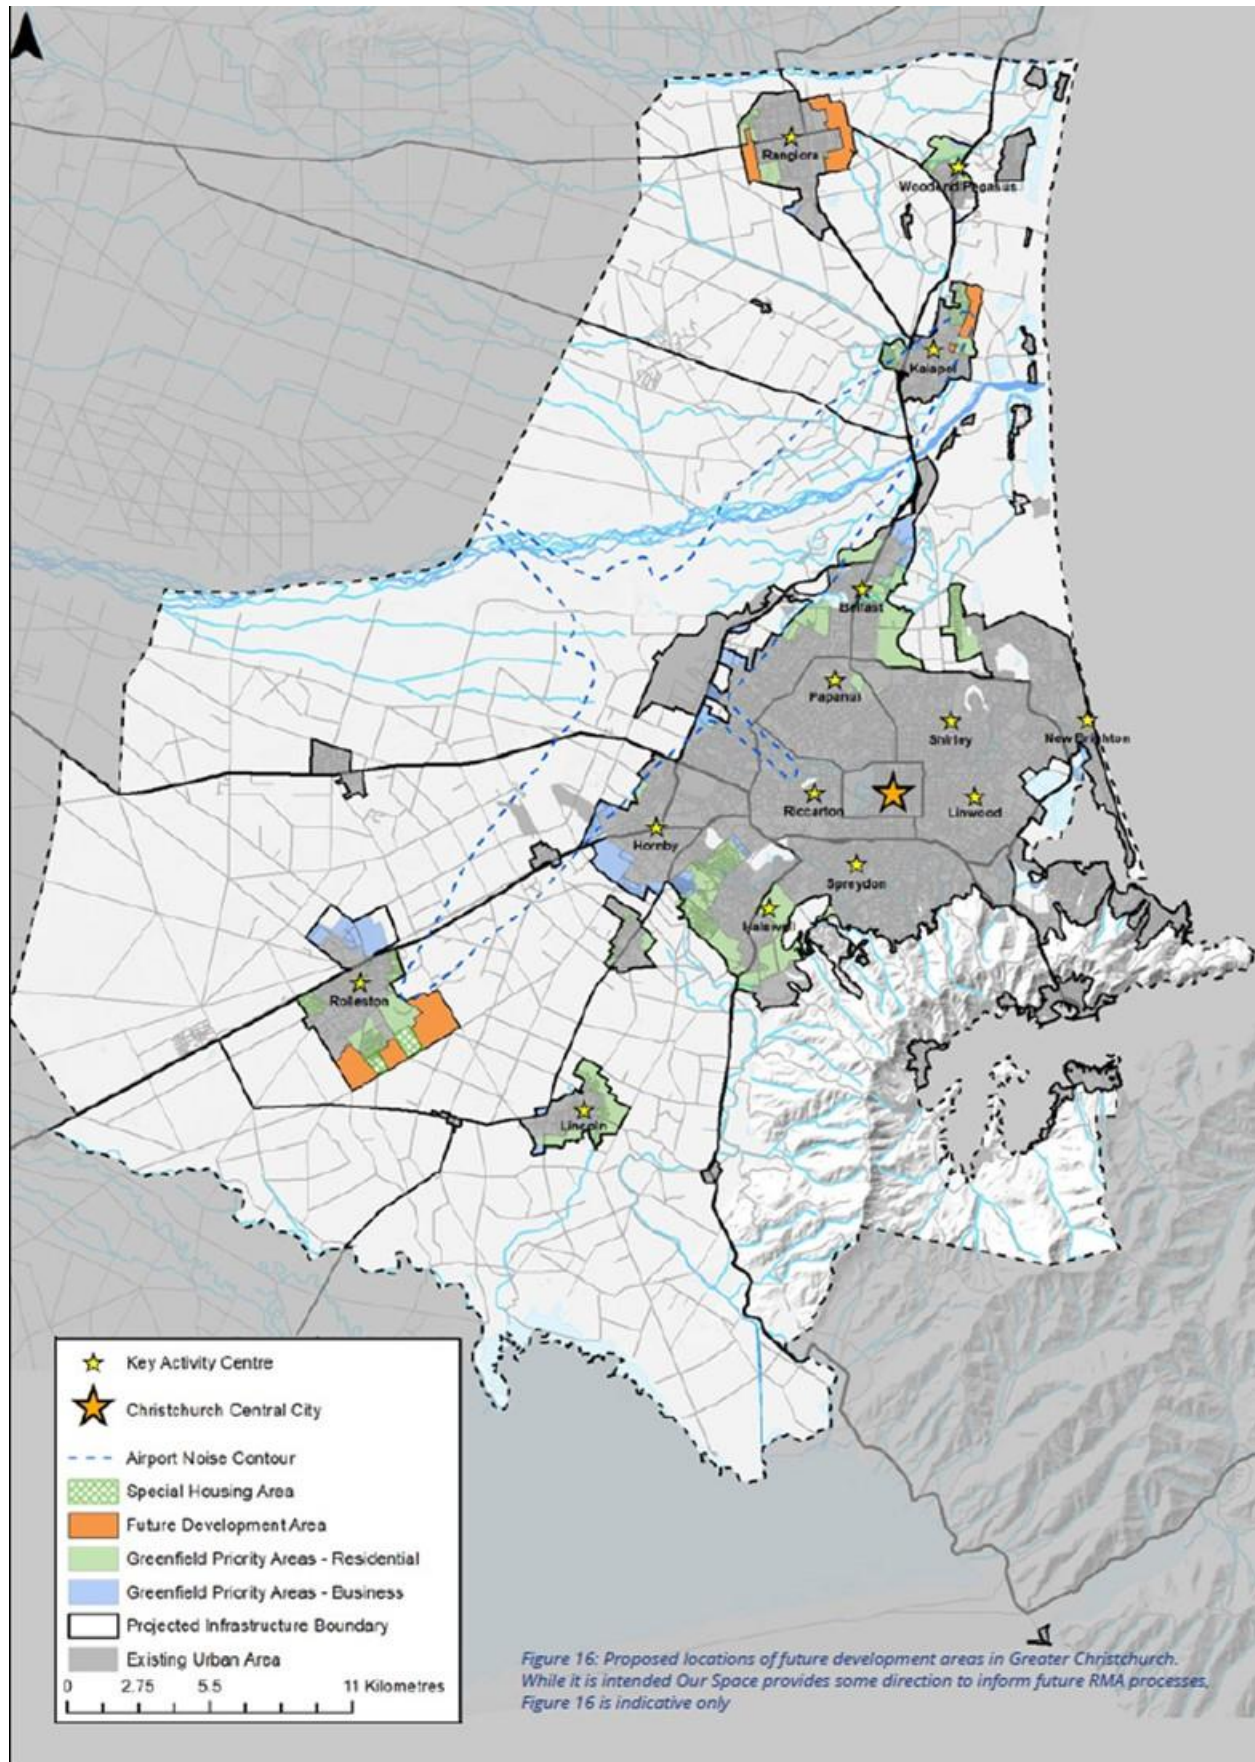 Rangiora
Woodend Pegasus
Kaiapoi
Belfast
Papanui
Shirley
New Brighton
Riccarton
Linwood
Hornby
Spreydon
Halswell
Rolleston
Lincoln
Key Activity Centre
Christchurch Central City
Airport Noise Contour
Special Housing Area
Future Development Area
Greenfield Priority Areas - Residential
Greenfield Priority Areas - Business
Projected Infrastructure Boundary
Existing Urban Area
0 2.75 5.5 11 Kilometres
Figure 16: Proposed locations of future development areas in Greater Christchurch.
While it is intended Our Space provides some direction to inform future RMA processes,
Figure 16 is indicative only